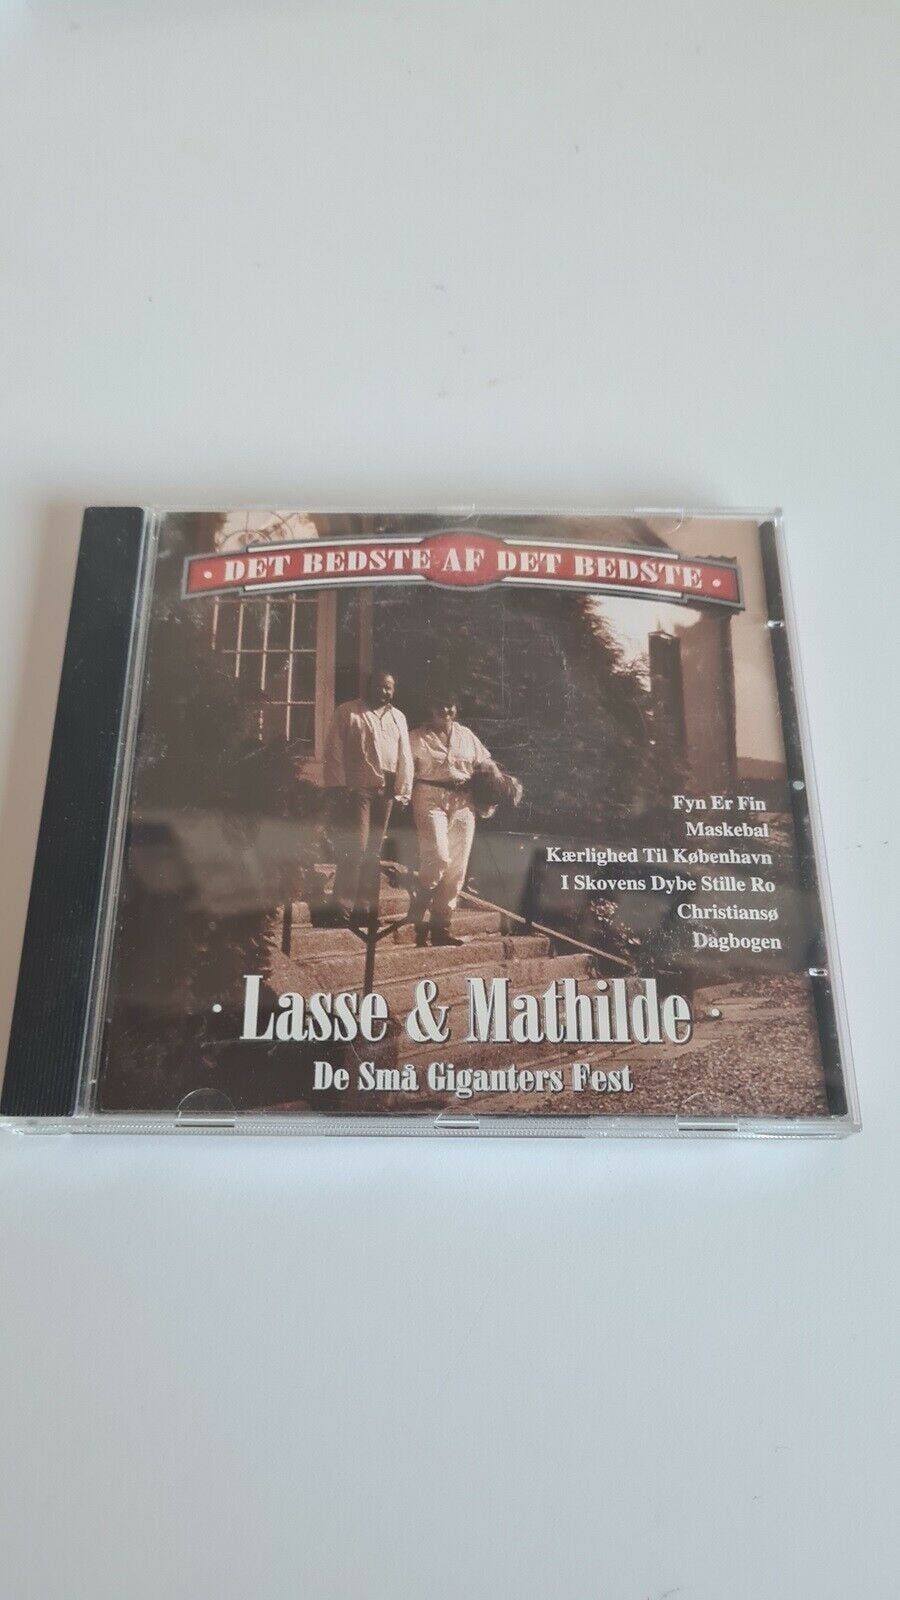 · DET BEDSTE AF DET BEDSTE ·
Fyn Er Fin
Maskebal
Kærlighed Til København
I Skovens Dybe Stille Ro
Christiansø
Dagbogen
· Lasse & Mathilde ·
De Små Giganters Fest